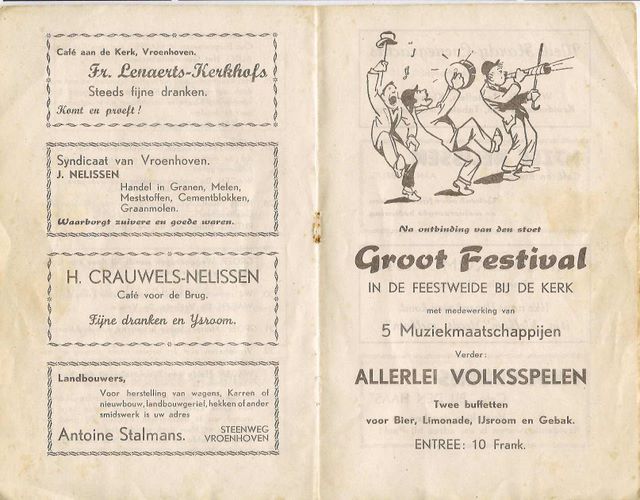 Café aan de Kerk, Vroenhoven.
Fr. Lenaerts-Kerkhofs
Steeds fijne dranken.
Komt en proeft !
Syndicaat van Vroenhoven.
J. NELISSEN
Handel in Granen, Melen,
Meststoffen, Cementblokken,
Graanmolen.
Waarborgt zuivere en goede waren.
H. CRAUWELS-NELISSEN
Café voor de Brug.
Fijne dranken en Ysroom.
Landbouwers,
Voor herstelling van wagens, Karren of
nieuwbouw, landbouwgeriel, hekken of ander
smidswerk is uw adres
Antoine Stalmans. STEENWEG
VROENHOVEN
Na ontbinding van den stoet
Groot Festival
IN DE FEESTWEIDE BIJ DE KERK
met medewerking van
5 Muziekmaatschappijen
Verder:
ALLERLEI VOLKSSPELEN
Twee buffetten
voor Bier, Limonade, IJsroom en Gebak.
ENTREE: 10 Frank.